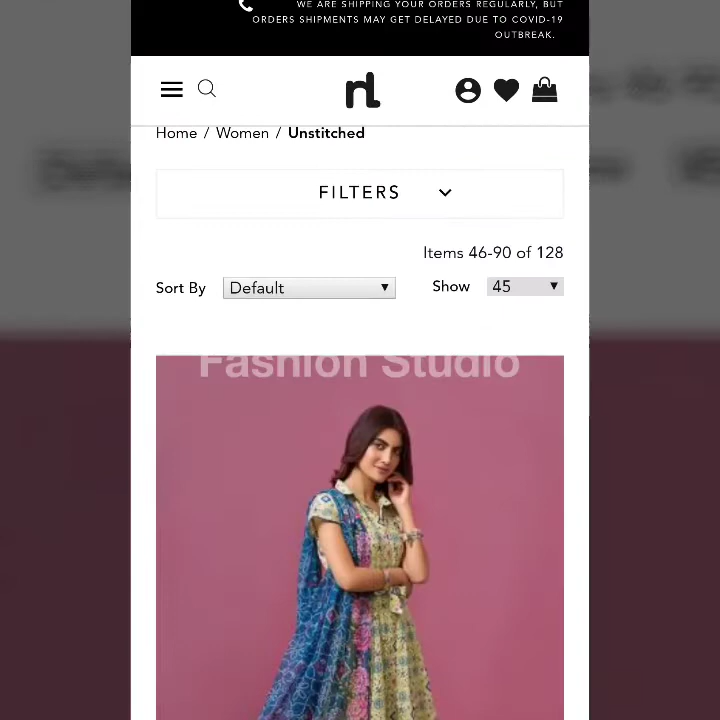 WE ARE SHIPPING YOUR ORDERS REGULARLY, BUT
ORDERS SHIPMENTS MAY GET DELAYED DUE TO COVID-19
OUTBREAK.
nl
Home / Women / Unstitched
FILTERS
Items 46-90 of 128
Sort By Default Show 45
Fashion Studio